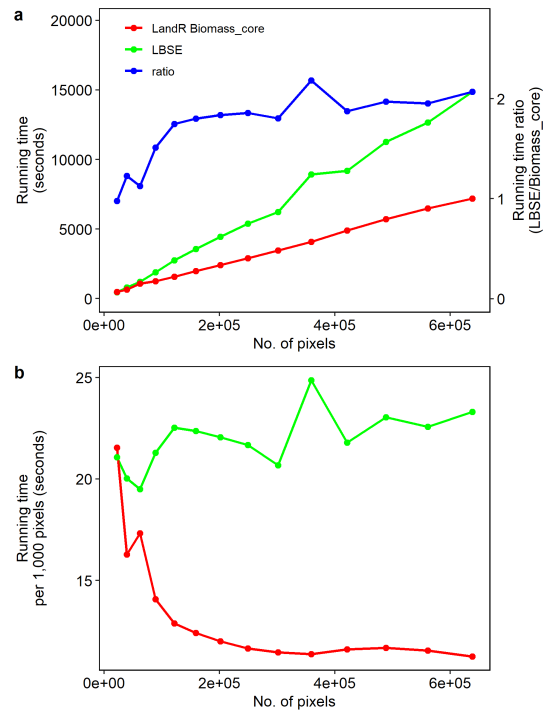 a
20000
15000
10000
5000
0
Running time
(seconds)
LandR Biomass_core
LBSE
ratio
2
1
0
Running time ratio
(LBSE/Biomass_core)
0e+00 2e+05 4e+05 6e+05
No. of pixels
b
25
20
15
Running time
per 1,000 pixels (seconds)
0e+00 2e+05 4e+05 6e+05
No. of pixels